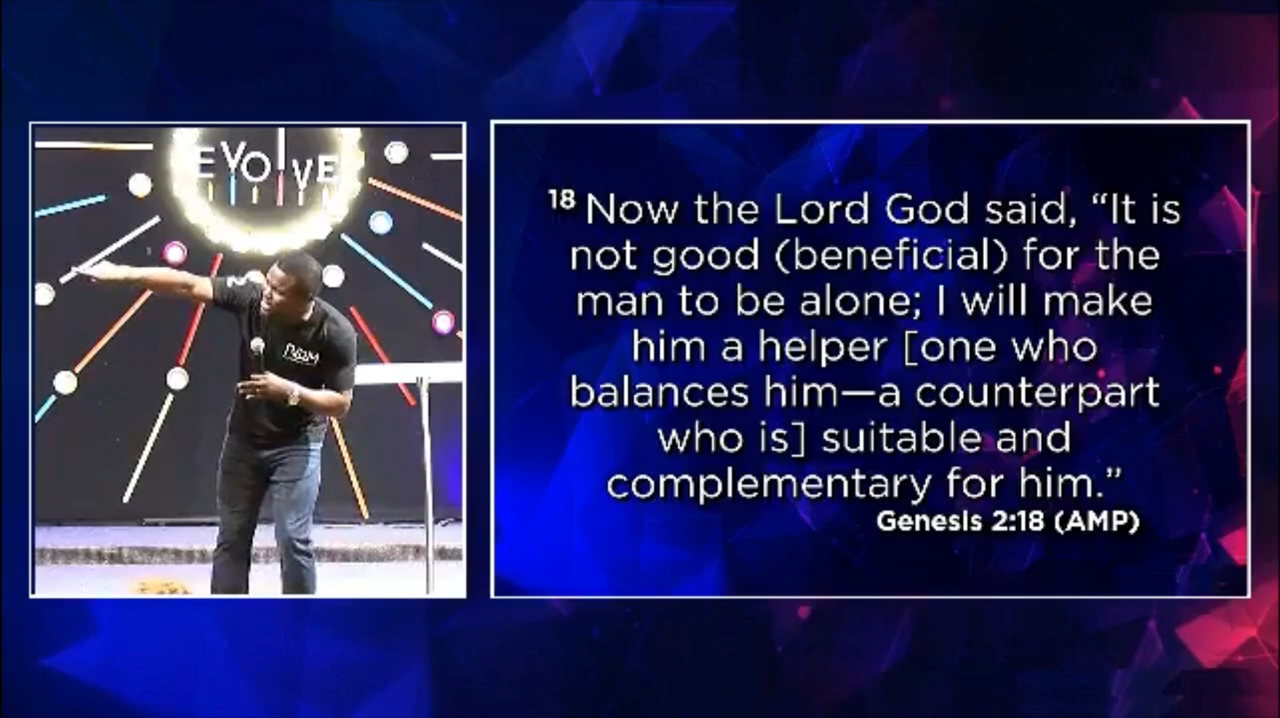 EVOLVE
18 Now the Lord God said, “It is
not good (beneficial) for the
man to be alone; I will make
him a helper [one who
balances him—a counterpart
who is] suitable and
complementary for him.”
Genesis 2:18 (AMP)